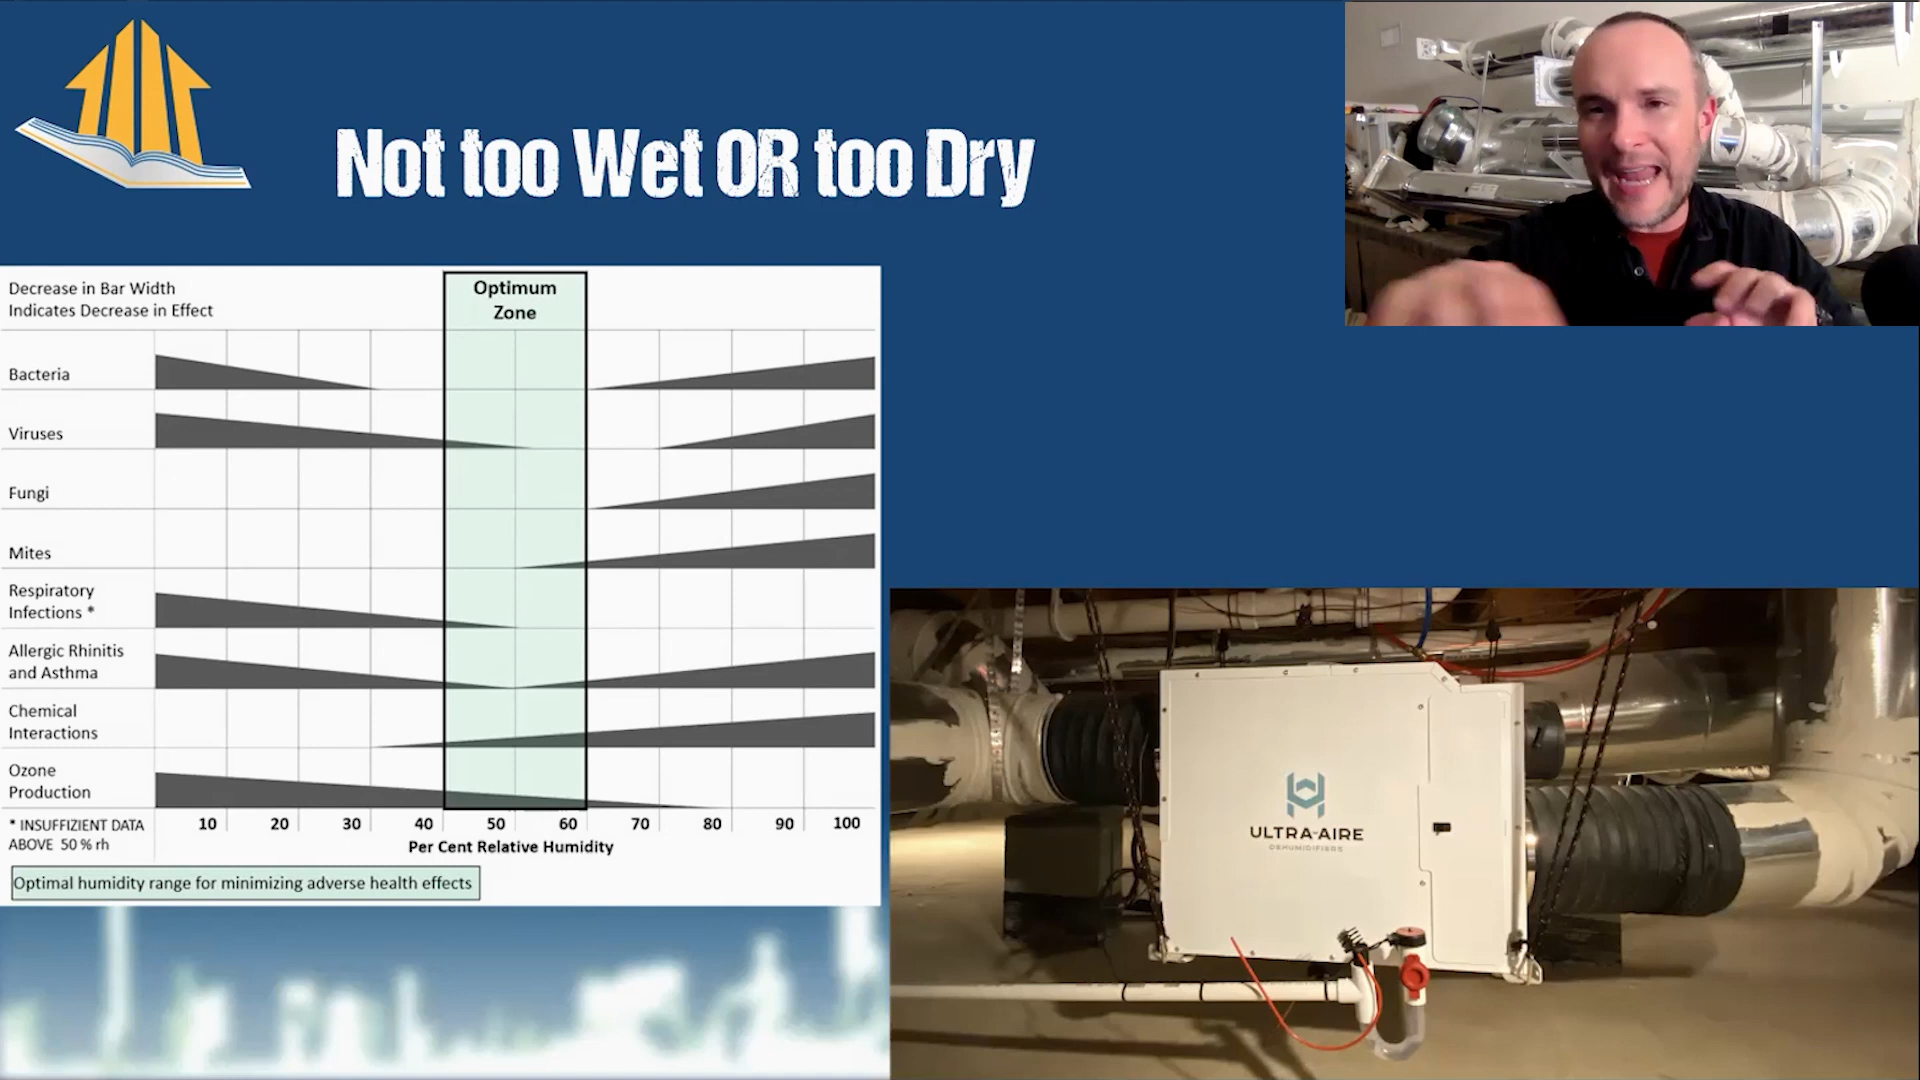 Not too Wet OR too Dry
Decrease in Bar Width
Indicates Decrease in Effect
Optimum
Zone
Bacteria
Viruses
Fungi
Mites
Respiratory
Infections *
Allergic Rhinitis
and Asthma
Chemical
Interactions
Ozone
Production
* INSUFFIZIENT DATA
ABOVE 50 % rh
10 20 30 40 50 60 70 80 90 100
Per Cent Relative Humidity
Optimal humidity range for minimizing adverse health effects
ULTRA-AIRE
DEHUMIDIFIERS